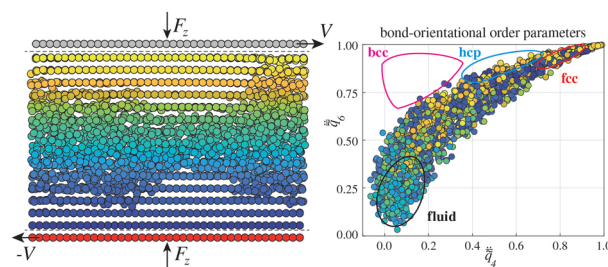 F_z
V
-V
F_z
bond-orientational order parameters
bcc
hcp
fcc
fluid
1.00
0.75
0.50
0.25
0.00
q̿_6
0.0
0.2
0.4
0.6
0.8
1.0
q̿_4